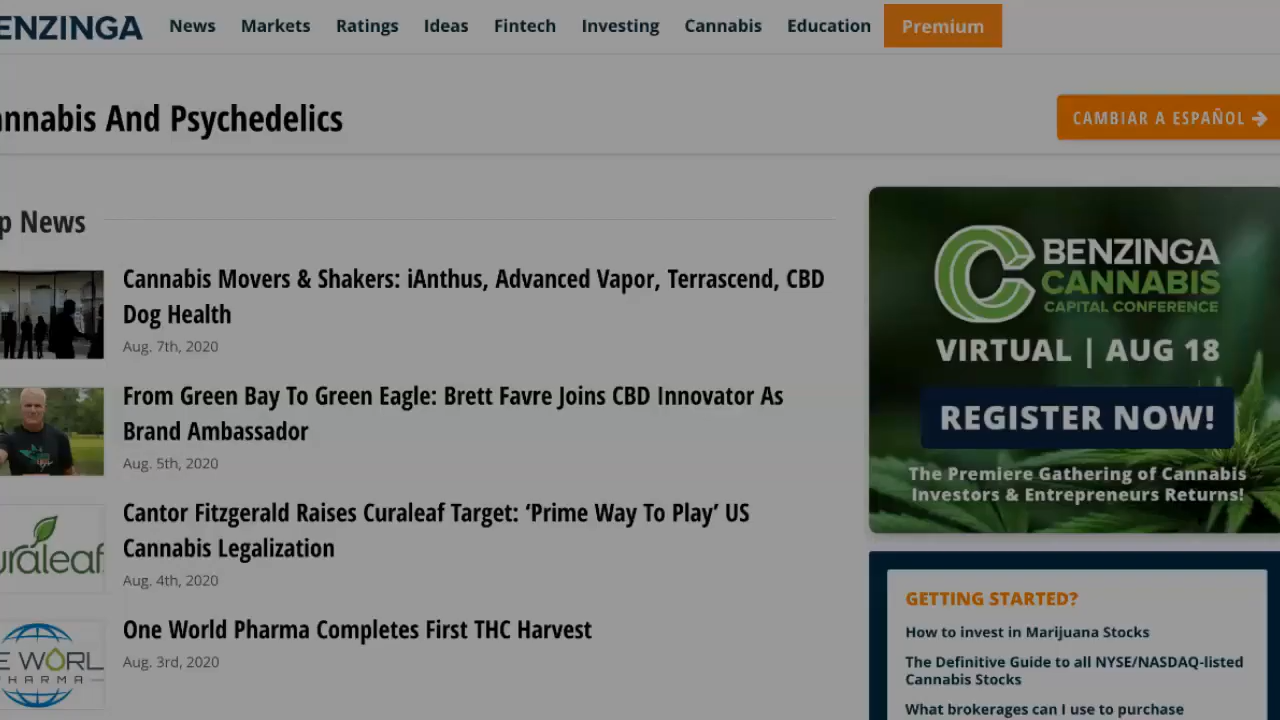 ENZINGA News Markets Ratings Ideas Fintech Investing Cannabis Education Premium
nnabis And Psychedelics
CAMBIAR A ESPAÑOL
p News
Cannabis Movers & Shakers: iAnthus, Advanced Vapor, Terrascend, CBD
Dog Health
Aug. 7th, 2020
From Green Bay To Green Eagle: Brett Favre Joins CBD Innovator As
Brand Ambassador
Aug. 5th, 2020
uraleaf
Cantor Fitzgerald Raises Curaleaf Target: ‘Prime Way To Play’ US
Cannabis Legalization
Aug. 4th, 2020
E WORL
HARMA
One World Pharma Completes First THC Harvest
Aug. 3rd, 2020
BENZINGA
CANNABIS
CAPITAL CONFERENCE
VIRTUAL | AUG 18
REGISTER NOW!
The Premiere Gathering of Cannabis
Investors & Entrepreneurs Returns!
GETTING STARTED?
How to invest in Marijuana Stocks
The Definitive Guide to all NYSE/NASDAQ-listed
Cannabis Stocks
What brokerages can I use to purchase